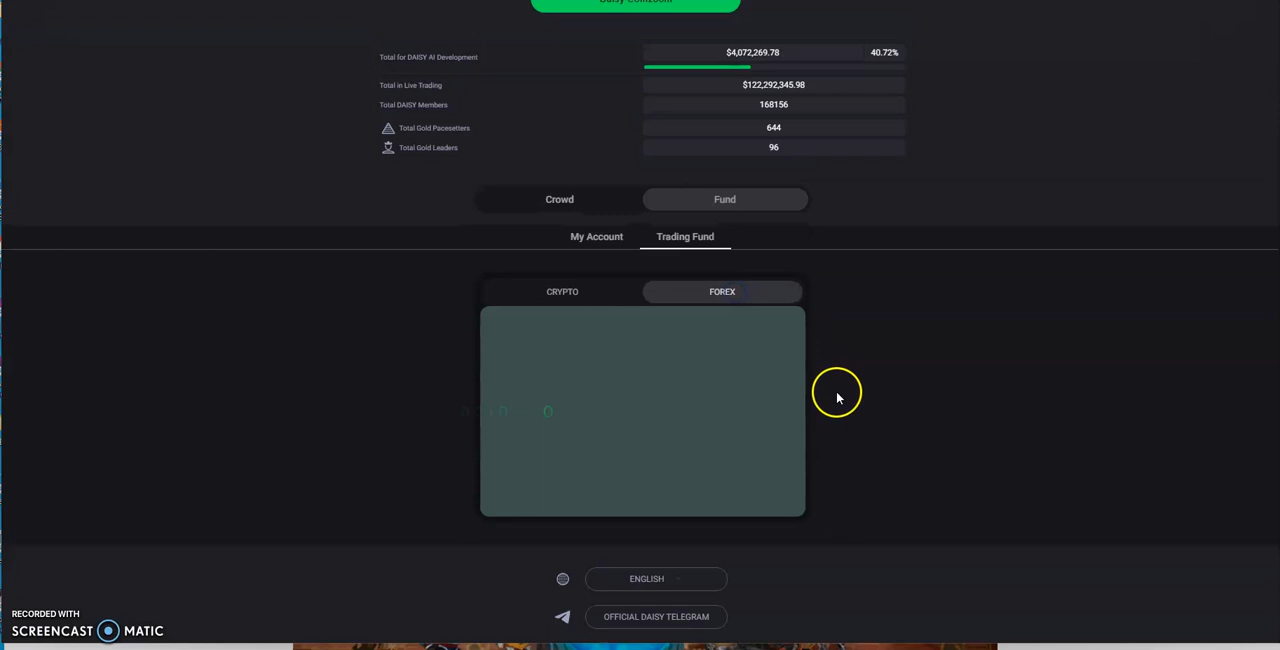 Total for DAISY AI Development $4,072,269.78 40.72%
Total in Live Trading $122,292,345.98
Total DAISY Members 168156
Total Gold Pacesetters 644
Total Gold Leaders 96
Crowd Fund
My Account Trading Fund
CRYPTO FOREX
0
ENGLISH
OFFICIAL DAISY TELEGRAM
RECORDED WITH
SCREENCAST MATIC